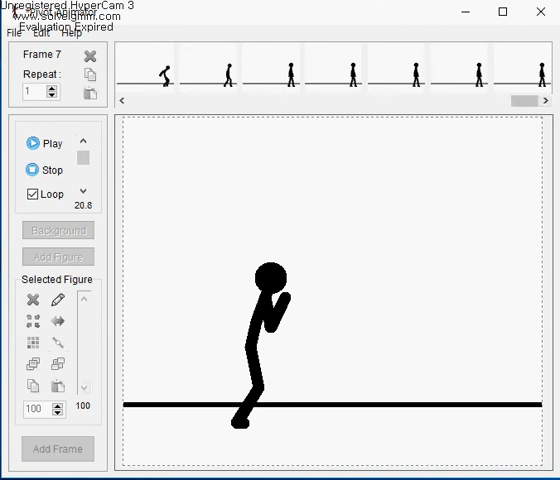 Unregistered HyperCam 3
Pivot Animator
www.solveigmm.com
Evaluation Expired
File Edit Help
Frame 7
Repeat :
1
Play
Stop
Loop
20.8
Background
Add Figure
Selected Figure
100
100
Add Frame